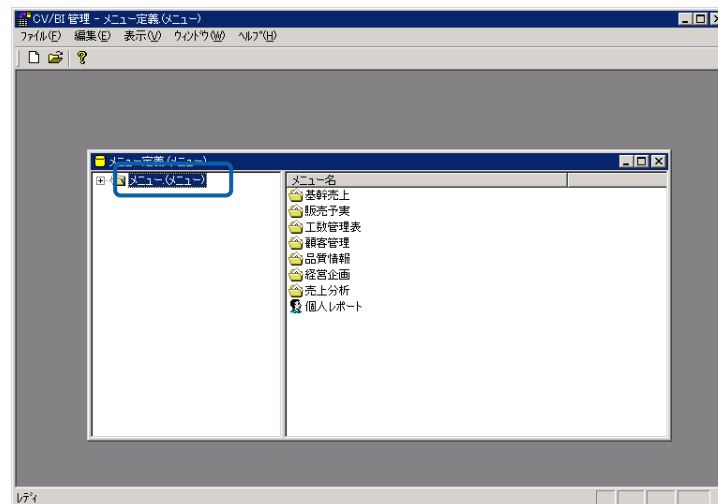 CV/BI 管理 - メニュー定義(メニュー)
ファイル(F) 編集(E) 表示(V) ウィンドウ(W) ヘルプ(H)
メニュー定義(メニュー)
メニュー(メニュー)
メニュー名
基幹売上
販売予実
工数管理表
顧客管理
品質情報
経営企画
売上分析
個人レポート
レディ